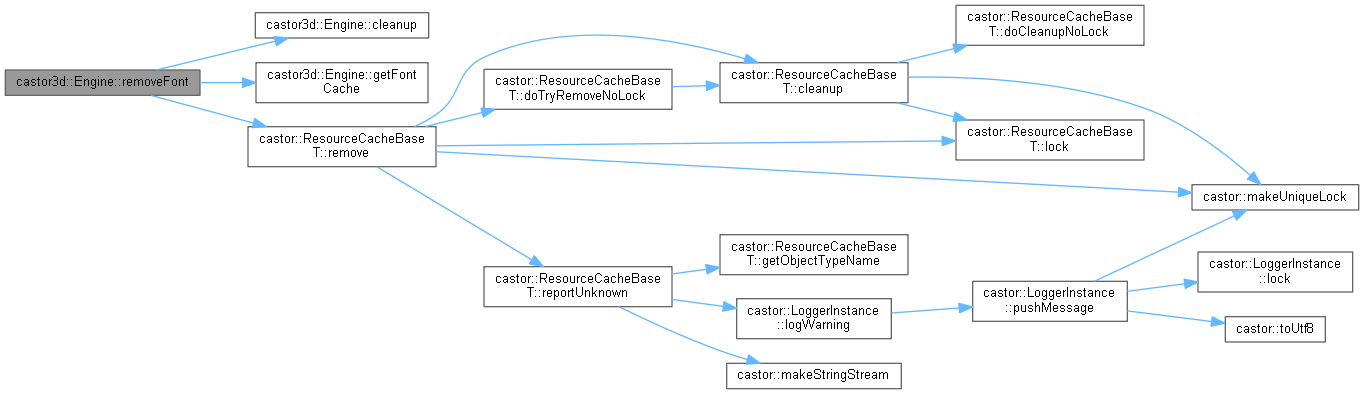 castor3d::Engine::removeFont
castor3d::Engine::cleanup
castor3d::Engine::getFont
Cache
castor::ResourceCacheBase
T::remove
castor::ResourceCacheBase
T::doTryRemoveNoLock
castor::ResourceCacheBase
T::cleanup
castor::ResourceCacheBase
T::doCleanupNoLock
castor::ResourceCacheBase
T::lock
castor::makeUniqueLock
castor::ResourceCacheBase
T::reportUnknown
castor::ResourceCacheBase
T::getObjectTypeName
castor::LoggerInstance
::logWarning
castor::makeStringStream
castor::LoggerInstance
::pushMessage
castor::LoggerInstance
::lock
castor::toUtf8